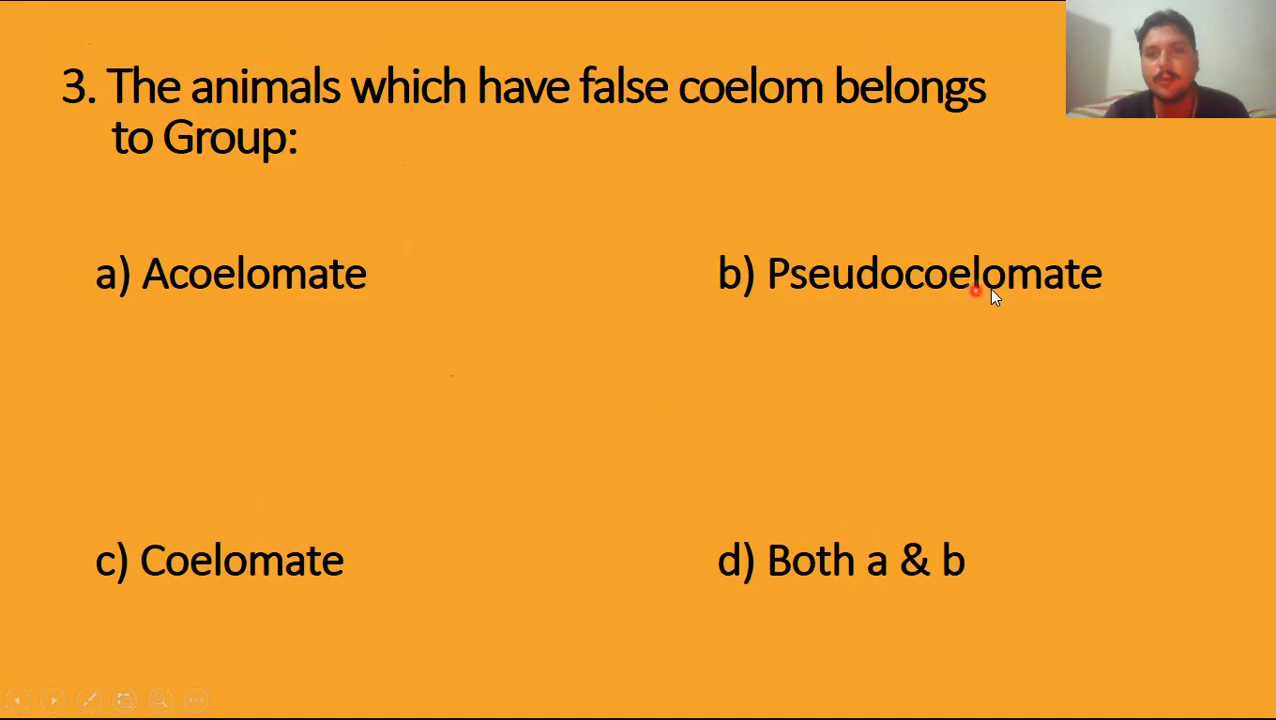 3. The animals which have false coelom belongs
to Group:
a) Acoelomate
b) Pseudocoelomate
c) Coelomate
d) Both a & b